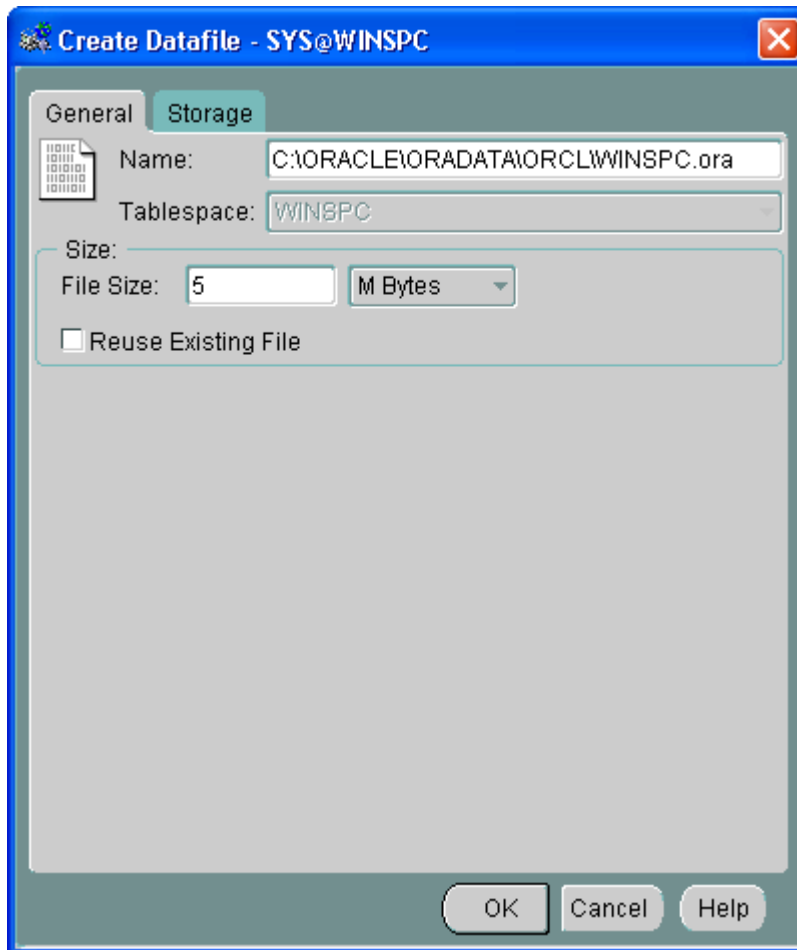 Create Datafile - SYS@WINSPC
General Storage
Name: C:\ORACLE\ORADATA\ORCL\WINSPC.ora
Tablespace: WINSPC
Size:
File Size: 5 M Bytes
Reuse Existing File
OK Cancel Help